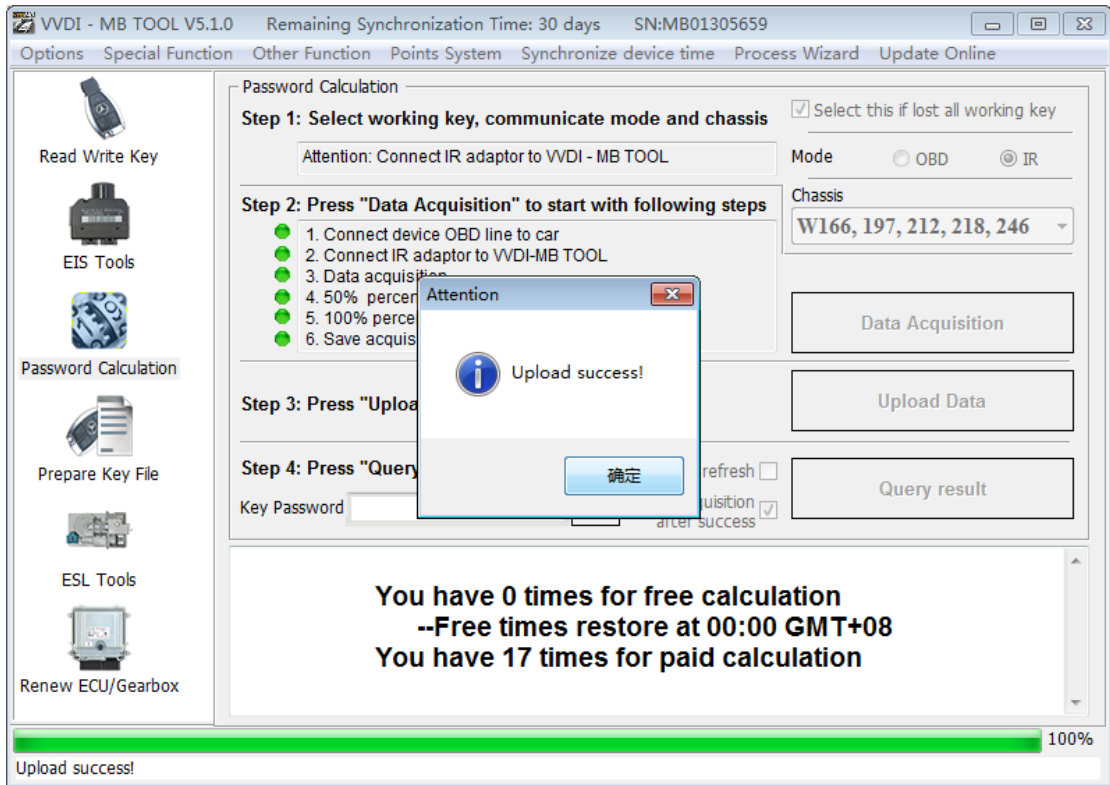 VVDI - MB TOOL V5.1.0 Remaining Synchronization Time: 30 days SN:MB01305659
Options Special Function Other Function Points System Synchronize device time Process Wizard Update Online
Read Write Key
EIS Tools
Password Calculation
Prepare Key File
ESL Tools
Renew ECU/Gearbox
Password Calculation
Step 1: Select working key, communicate mode and chassis
Select this if lost all working key
Attention: Connect IR adaptor to VVDI - MB TOOL
Mode OBD IR
Step 2: Press "Data Acquisition" to start with following steps
Chassis
W166, 197, 212, 218, 246
1. Connect device OBD line to car
2. Connect IR adaptor to VVDI-MB TOOL
3. Data acquisition
4. 50% percen
5. 100% perce
6. Save acquis
Data Acquisition
Attention
Upload success!
确定
Step 3: Press "Uploa
Upload Data
Step 4: Press "Query
refresh
Query result
Key Password
uisition
after success
You have 0 times for free calculation
--Free times restore at 00:00 GMT+08
You have 17 times for paid calculation
100%
Upload success!